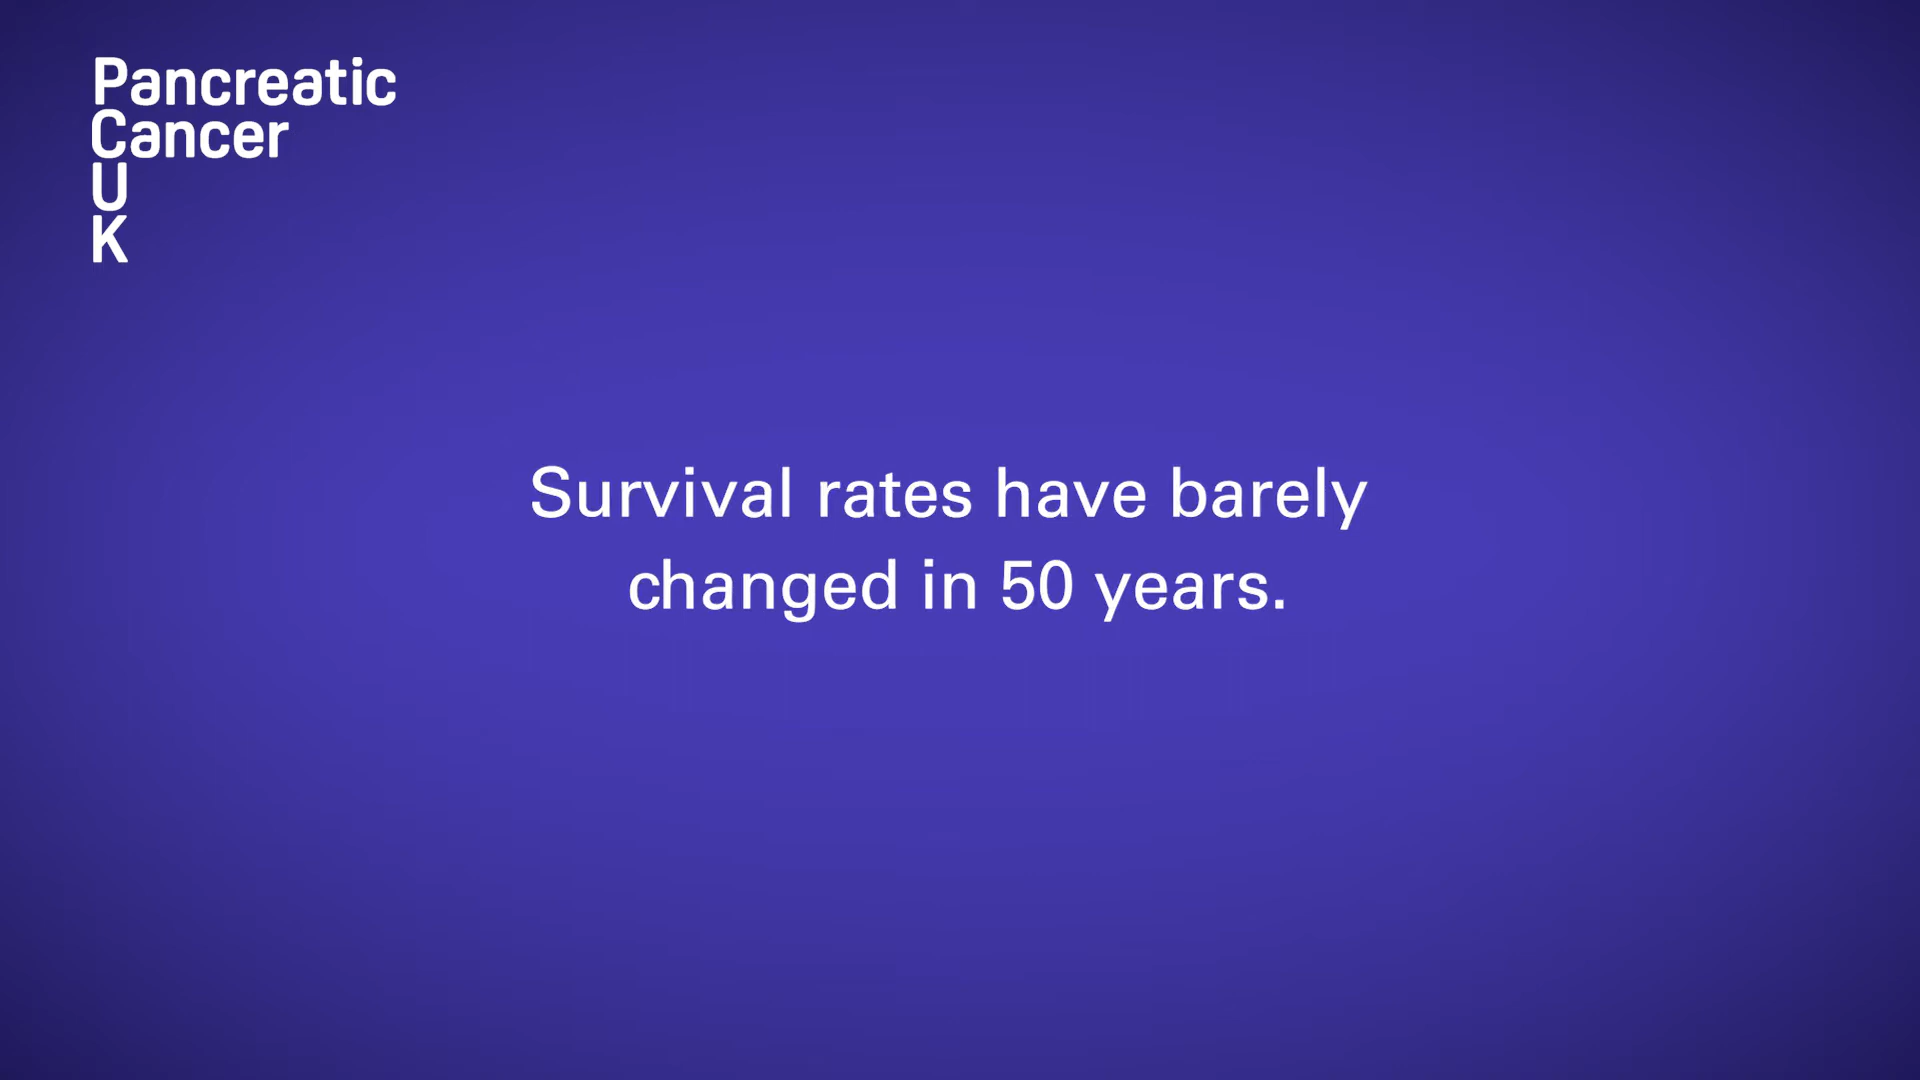 Pancreatic
Cancer
U
K
Survival rates have barely
changed in 50 years.